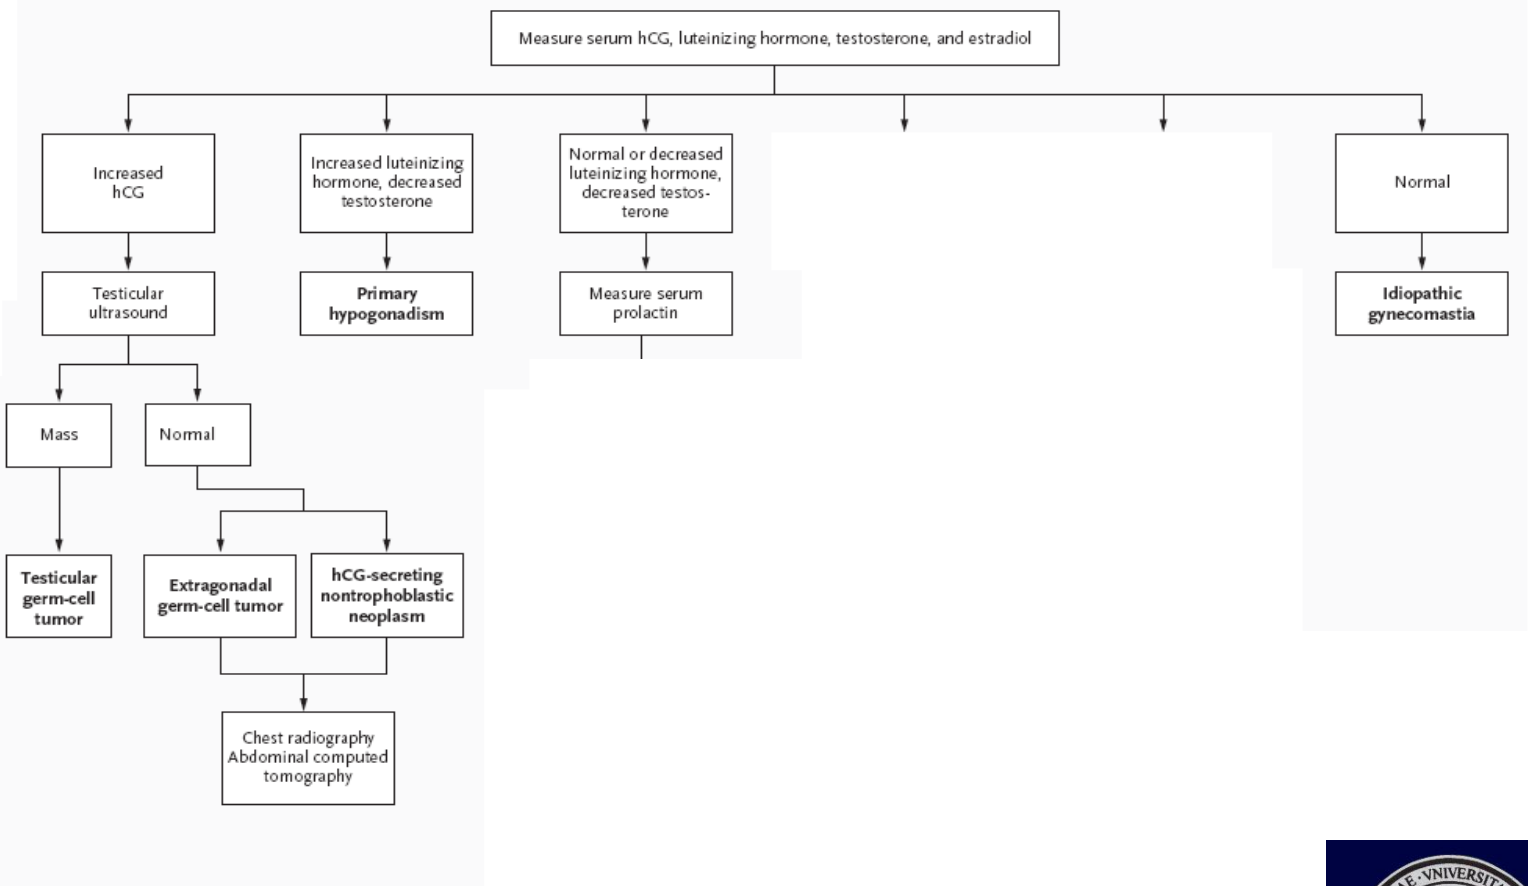 Measure serum hCG, luteinizing hormone, testosterone, and estradiol
Increased
hCG
Increased luteinizing
hormone, decreased
testosterone
Normal or decreased
luteinizing hormone,
decreased testos-
terone
Normal
Testicular
ultrasound
Primary
hypogonadism
Measure serum
prolactin
Idiopathic
gynecomastia
Mass
Normal
Testicular
germ-cell
tumor
Extragonadal
germ-cell tumor
hCG-secreting
nontrophoblastic
neoplasm
Chest radiography
Abdominal computed
tomography